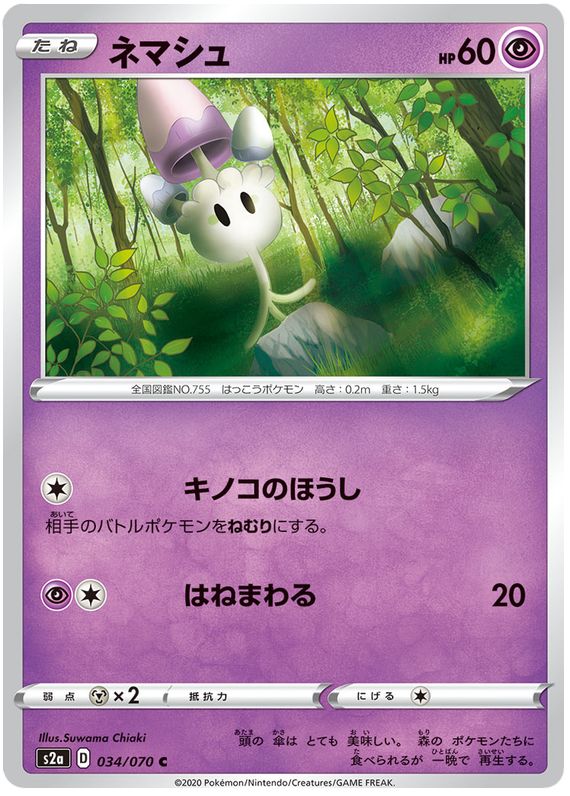 たね ネマシュ HP60
全国図鑑NO.755 はっこうポケモン 高さ:0.2m 重さ:1.5kg
キノコのほうし
相手のバトルポケモンをねむりにする。
はねまわる 20
弱点 ×2 抵抗力 にげる
Illus.Suwama Chiaki
s2a D 034/070 C
頭の 傘は とても 美味しい。 森の ポケモンたちに
食べられるが 一晩で 再生する。
©2020 Pokémon/Nintendo/Creatures/GAME FREAK.